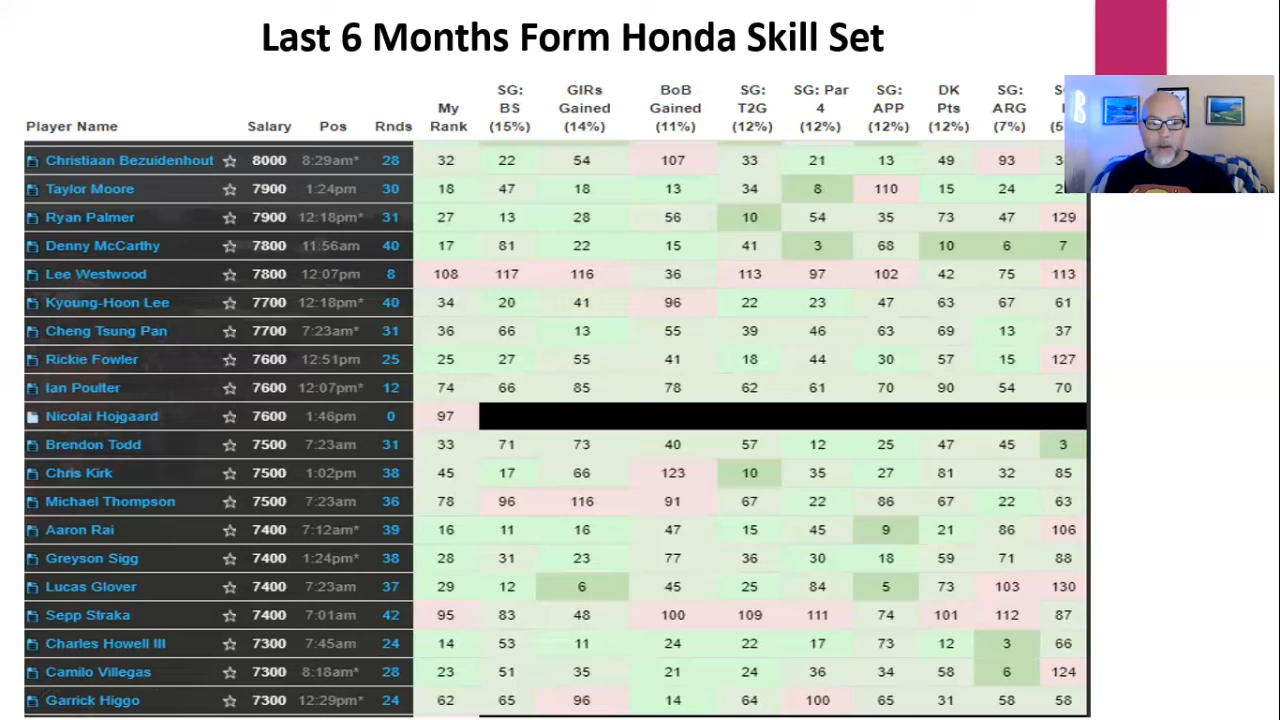 Last 6 Months Form Honda Skill Set
Player Name Salary Pos Rnds My Rank SG: BS (15%) GIRs Gained (14%) BoB Gained (11%) SG: T2G (12%) SG: Par 4 (12%) SG: APP (12%) DK Pts (12%) SG: ARG (7%)
Christiaan Bezuidenhout 8000 8:29am* 28 32 22 54 107 33 21 13 49 93
Taylor Moore 7900 1:24pm 30 18 47 18 13 34 8 110 15 24
Ryan Palmer 7900 12:18pm* 31 27 13 28 56 10 54 35 73 47 129
Denny McCarthy 7800 11:56am 40 17 81 22 15 41 3 68 10 6 7
Lee Westwood 7800 12:07pm 8 108 117 116 36 113 97 102 42 75 113
Kyoung-Hoon Lee 7700 12:18pm* 40 34 20 41 96 22 23 47 63 67 61
Cheng Tsung Pan 7700 7:23am* 31 36 66 13 55 39 46 63 69 13 37
Rickie Fowler 7600 12:51pm 25 25 27 55 41 18 44 30 57 15 127
Ian Poulter 7600 12:07pm* 12 74 66 85 78 62 61 70 90 54 70
Nicolai Hojgaard 7600 1:46pm 0 97
Brendon Todd 7500 7:23am 31 33 71 73 40 57 12 25 47 45 3
Chris Kirk 7500 1:02pm 38 45 17 66 123 10 35 27 81 32 85
Michael Thompson 7500 7:23am 36 78 96 116 91 67 22 86 67 22 63
Aaron Rai 7400 7:12am* 39 16 11 16 47 15 45 9 21 86 106
Greyson Sigg 7400 1:24pm* 38 28 31 23 77 36 30 18 59 71 88
Lucas Glover 7400 7:23am 37 29 12 6 45 25 84 5 73 103 130
Sepp Straka 7400 7:01am 42 95 83 48 100 109 111 74 101 112 87
Charles Howell III 7300 7:45am 24 14 53 11 24 22 17 73 12 3 66
Camilo Villegas 7300 8:18am* 28 23 51 35 21 24 36 34 58 6 124
Garrick Higgo 7300 12:29pm* 24 62 65 96 14 64 100 65 31 58 58